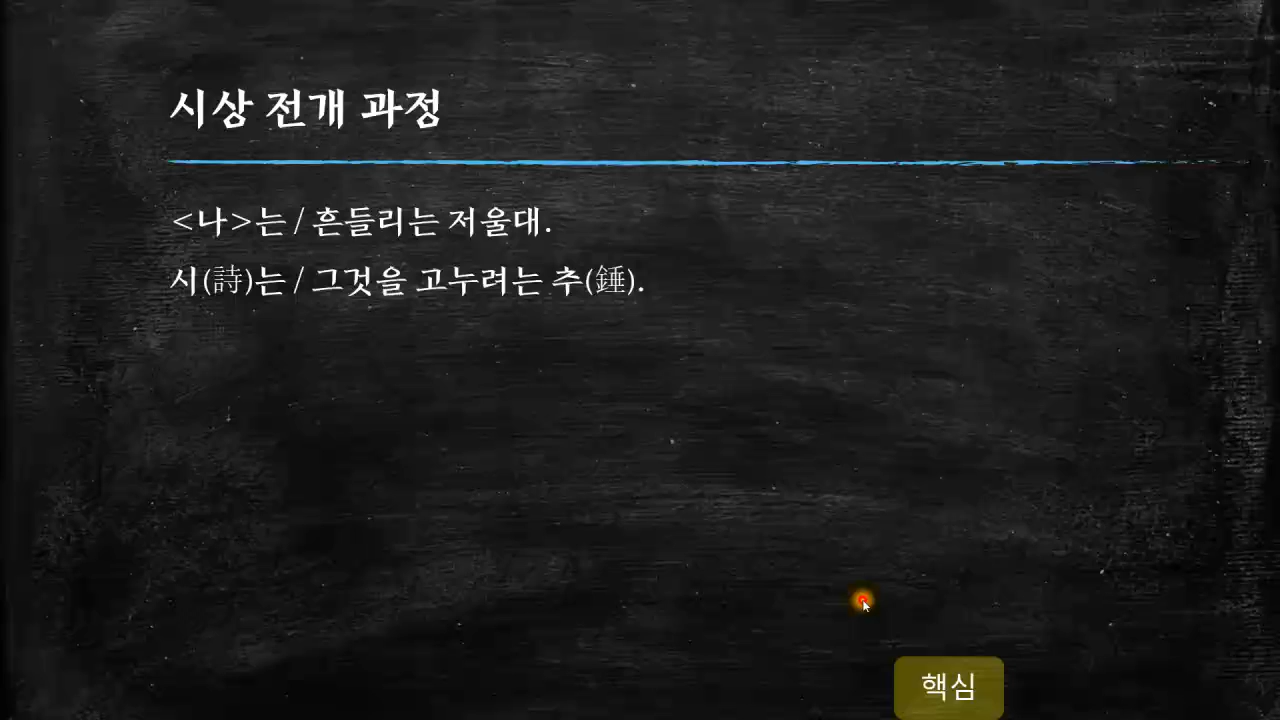 시상 전개 과정
<나>는 / 흔들리는 저울대.
시(詩)는 / 그것을 고누려는 추(錘).
핵심